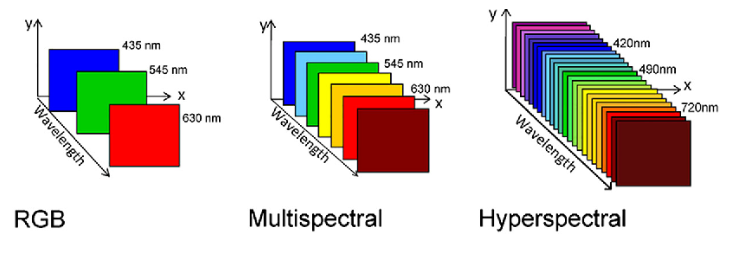 y
435 nm
545 nm
x
630 nm
Wavelength
RGB
y
435 nm
545 nm
630 nm
x
Wavelength
Multispectral
y
420nm
490nm
x
720nm
Wavelength
Hyperspectral